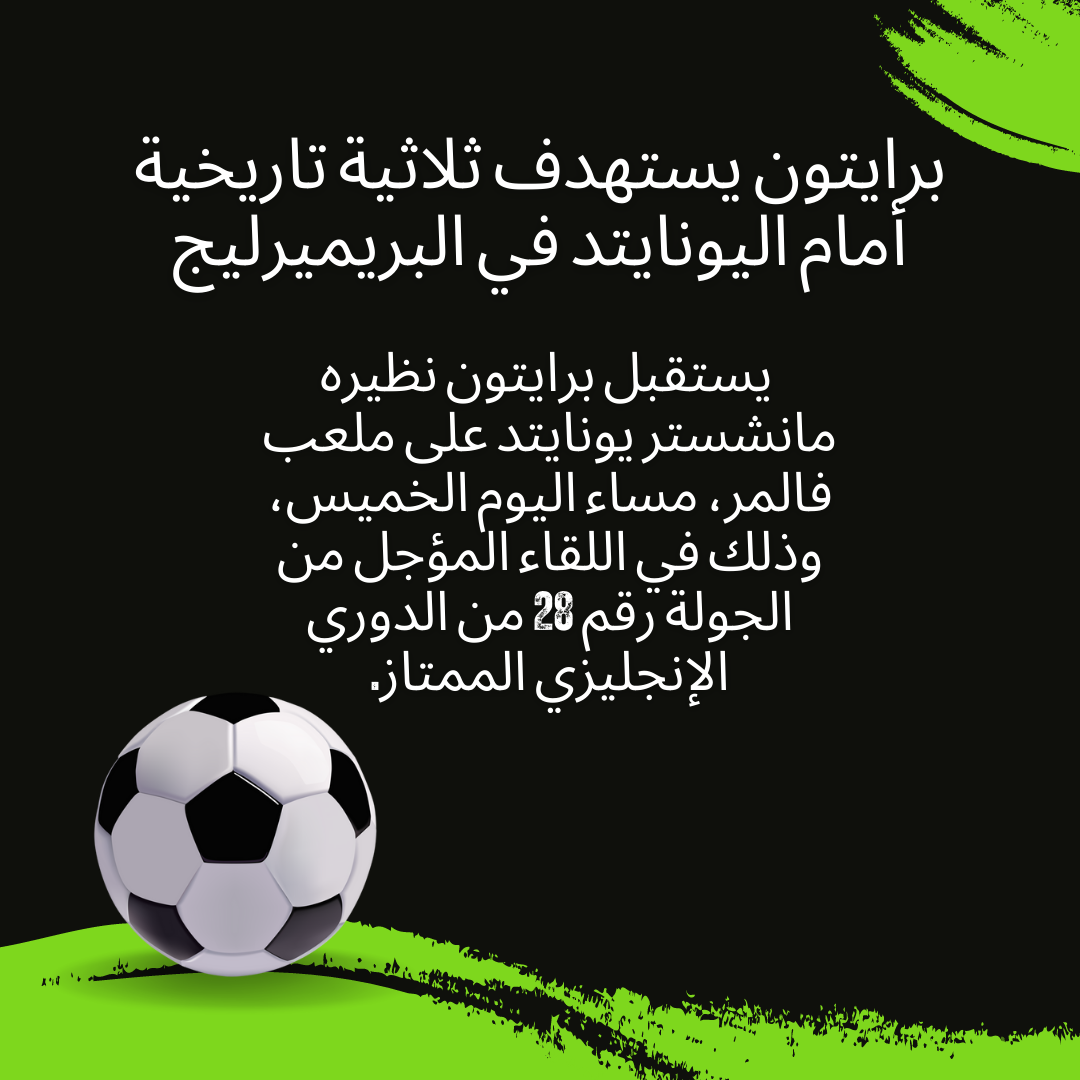 برايتون يستهدف ثلاثية تاريخية
أمام اليونايتد في البريميرليج
يستقبل برايتون نظيره
مانشستر يونايتد على ملعب
فالمر، مساء اليوم الخميس،
وذلك في اللقاء المؤجل من
الجولة رقم 28 من الدوري
الإنجليزي الممتاز.